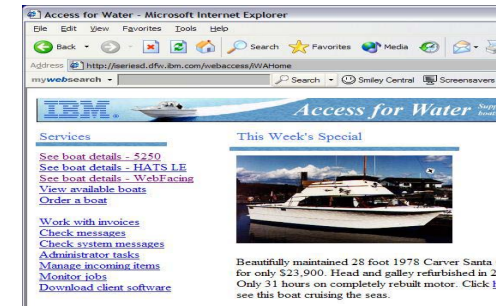 Access for Water - Microsoft Internet Explorer
File Edit View Favorites Tools Help
Back Search Favorites Media
Address http://iseriesd.dfw.ibm.com/webaccess/iWAHome
mywebsearch Search Smiley Central Screensavers
IBM. Access for Water
Services
See boat details - 5250
See boat details - HATS LE
See boat details - WebFacing
View available boats
Order a boat
Work with invoices
Check messages
Check system messages
Administrator tasks
Manage incoming items
Monitor jobs
Download client software
This Week's Special
Beautifully maintained 28 foot 1978 Carver Santa
for only $23,900. Head and galley refurbished in 2
Only 31 hours on completely rebuilt motor. Click
see this boat cruising the seas.